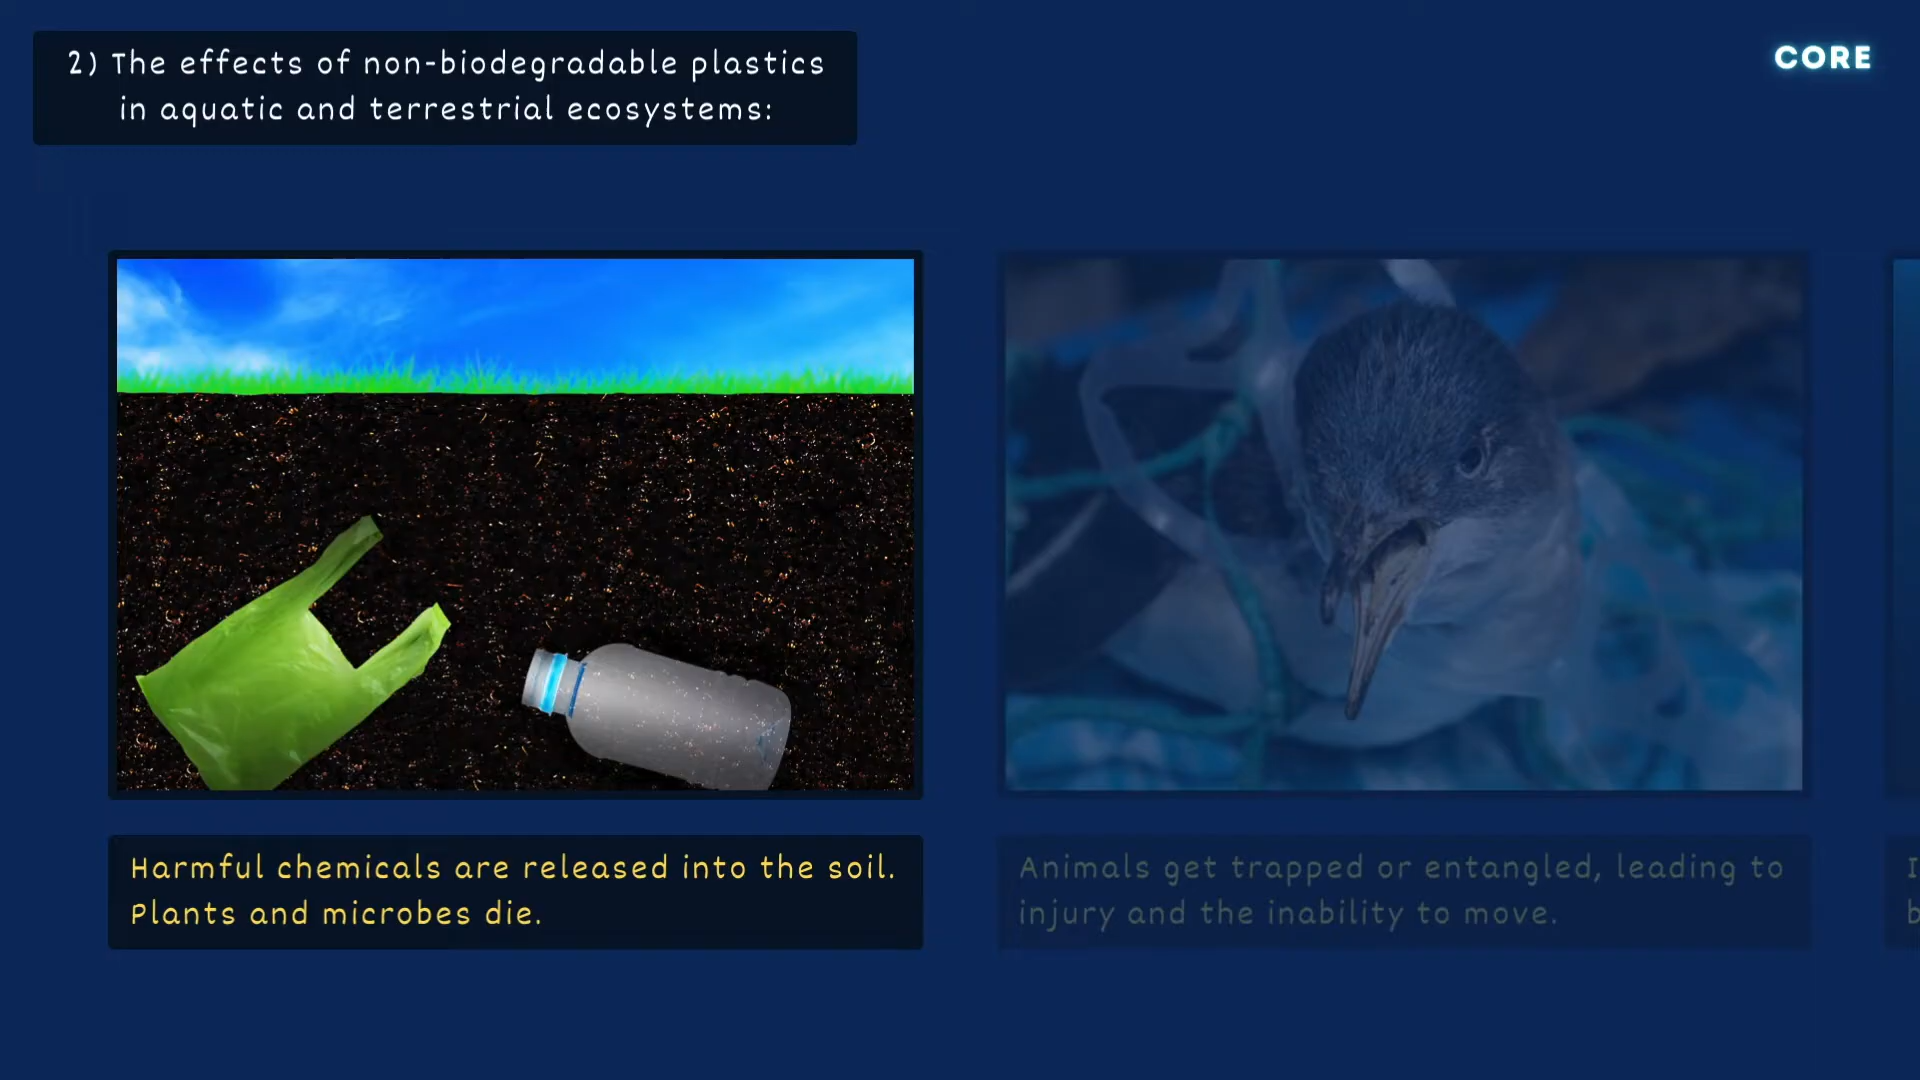 2) The effects of non-biodegradable plastics
in aquatic and terrestrial ecosystems:
CORE
Harmful chemicals are released into the soil.
Plants and microbes die.
Animals get trapped or entangled, leading to
injury and the inability to move.